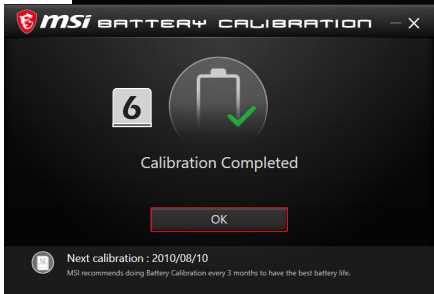 msi BATTERY CALIBRATION
6
Calibration Completed
OK
Next calibration : 2010/08/10
MSI recommends doing Battery Calibration every 3 months to have the best battery life.